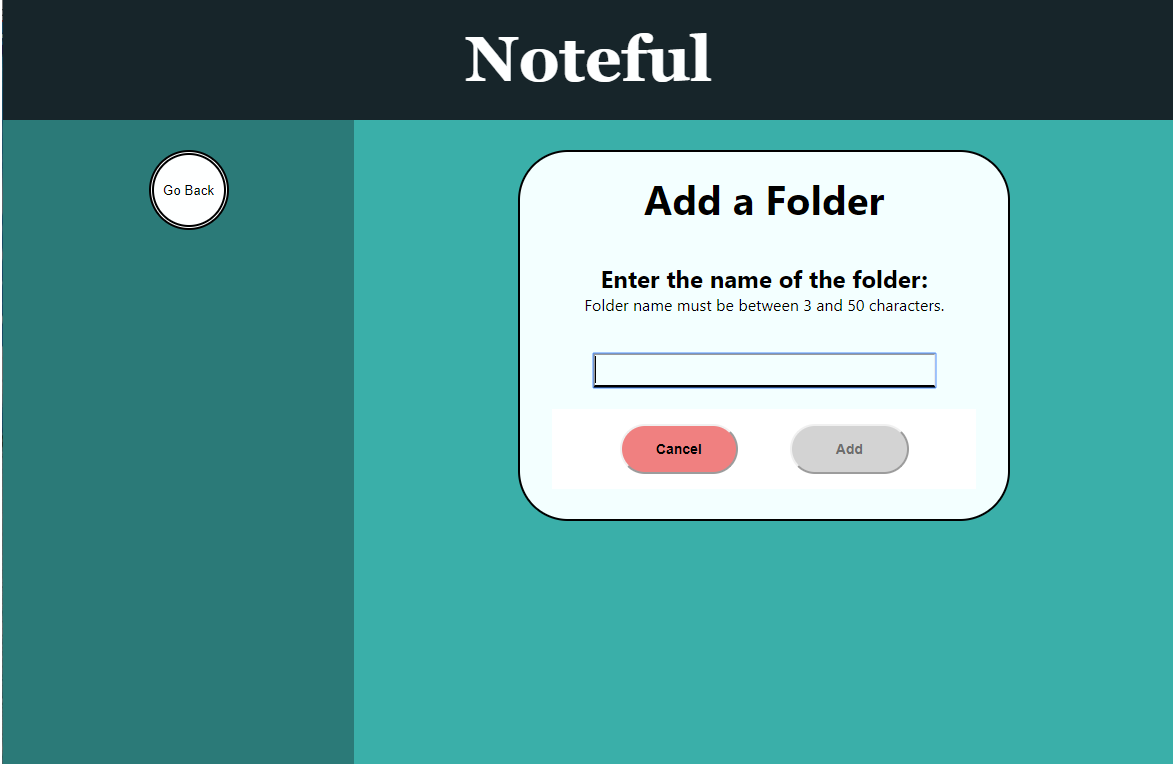 Noteful
Go Back
Add a Folder
Enter the name of the folder:
Folder name must be between 3 and 50 characters.
Cancel
Add